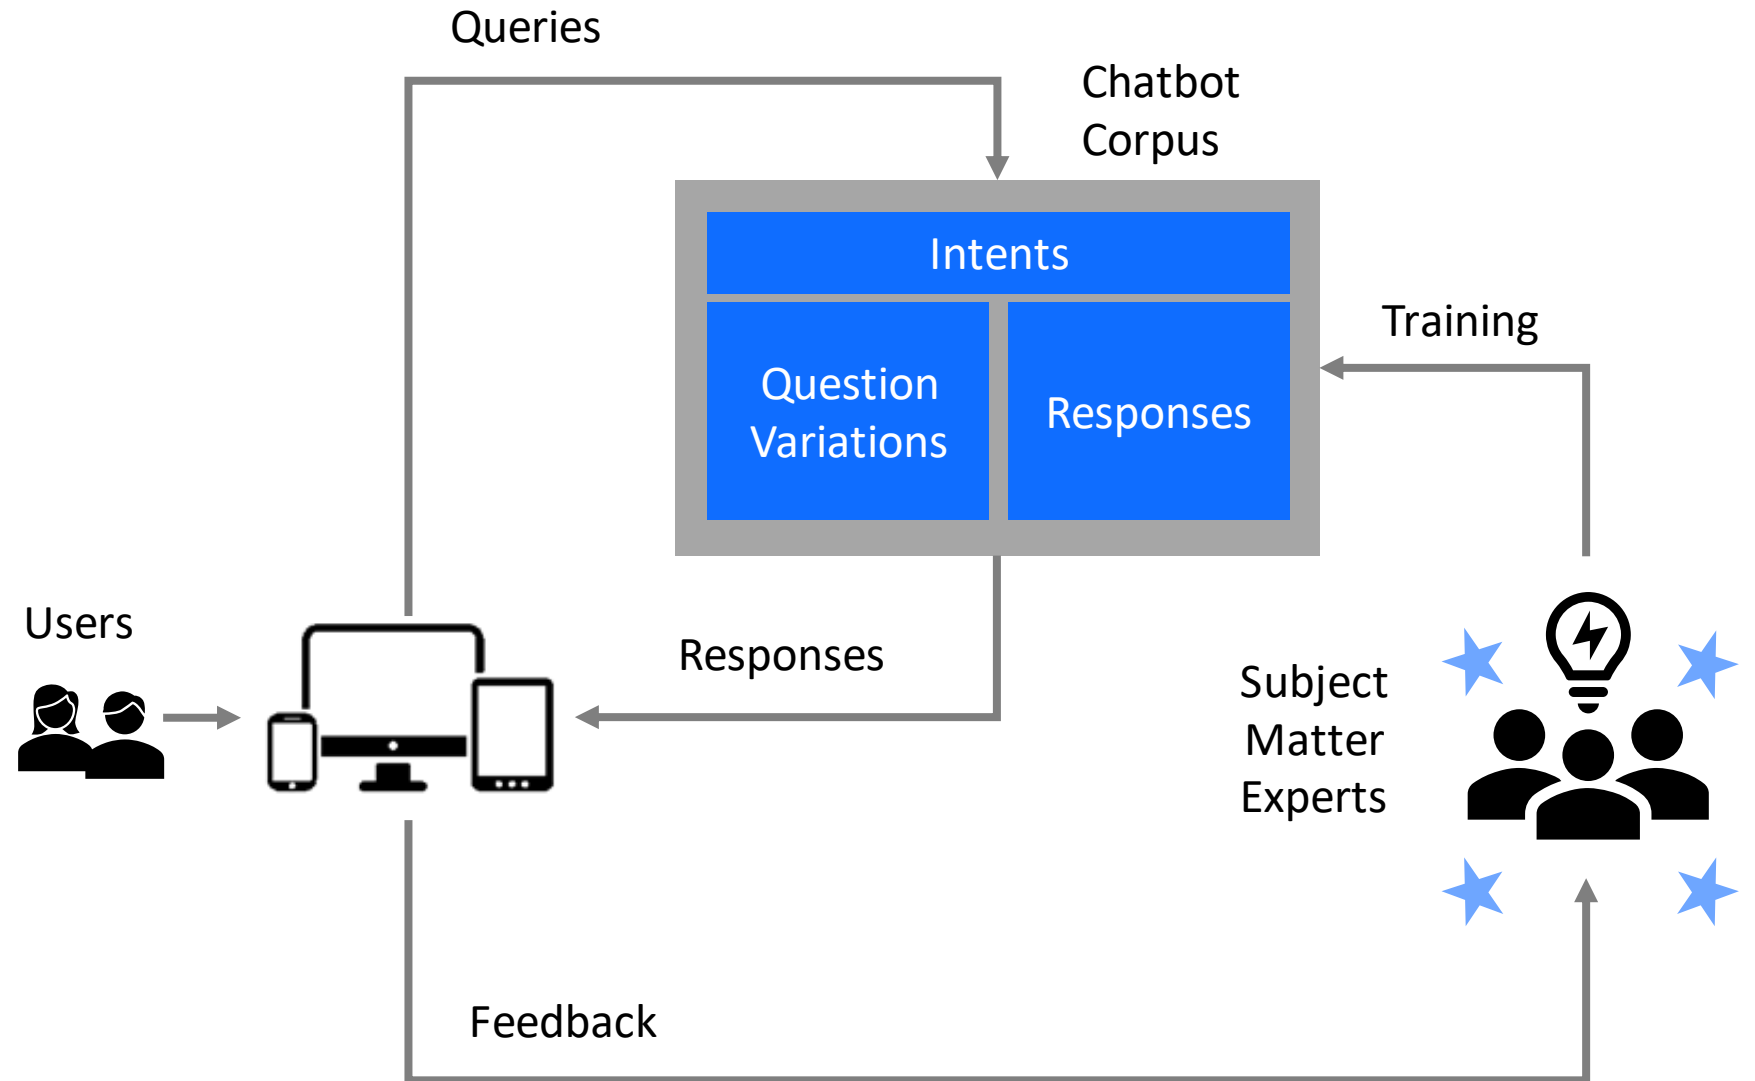 Queries
Chatbot
Corpus
Intents
Question
Variations
Responses
Training
Users
Responses
Subject
Matter
Experts
Feedback